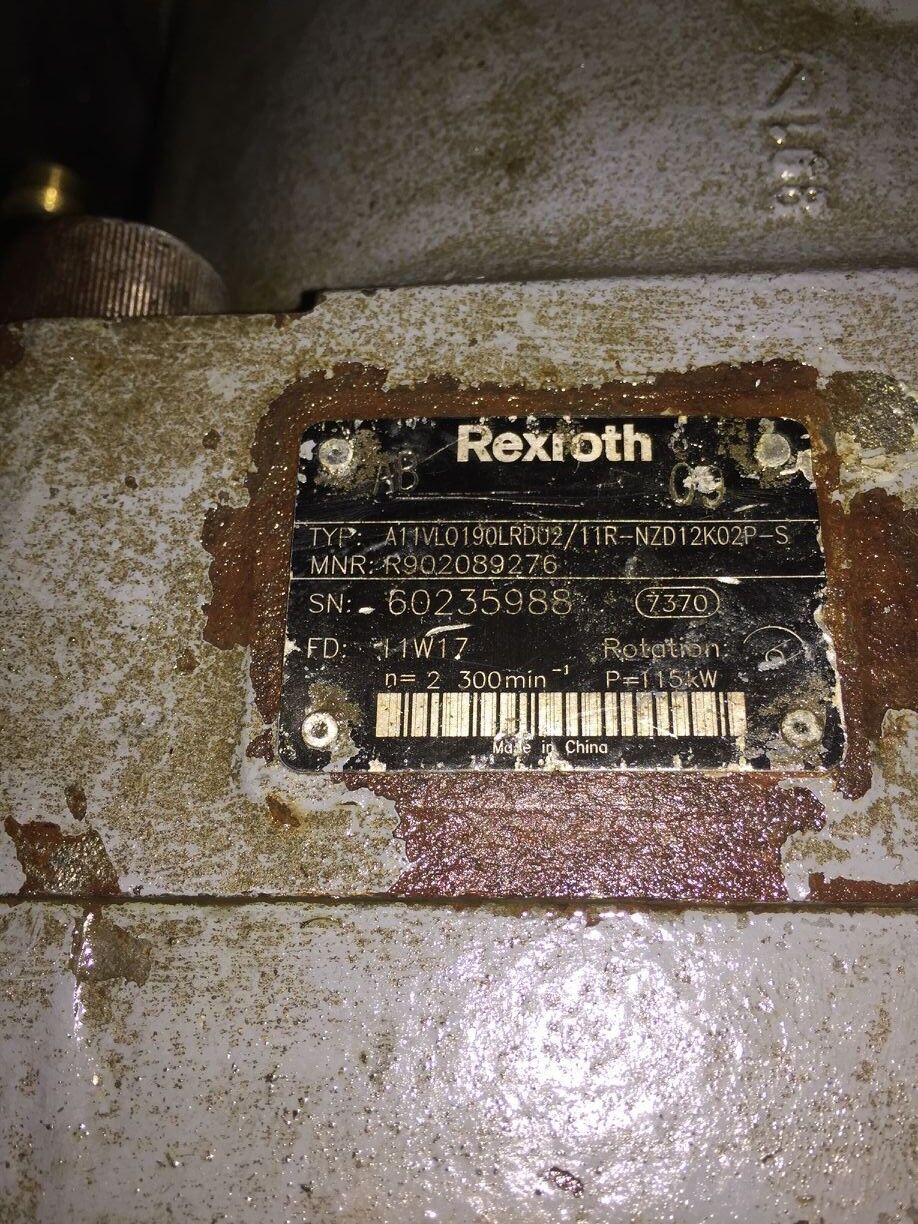 Rexroth
AB 09
TYP: A11VLO190LRDU2/11R-NZD12K02P-S
MNR: R902089276
SN: 60235988 7370
FD: 11W17 Rotation:
n= 2 300min⁻¹ P=115kW
Made in China